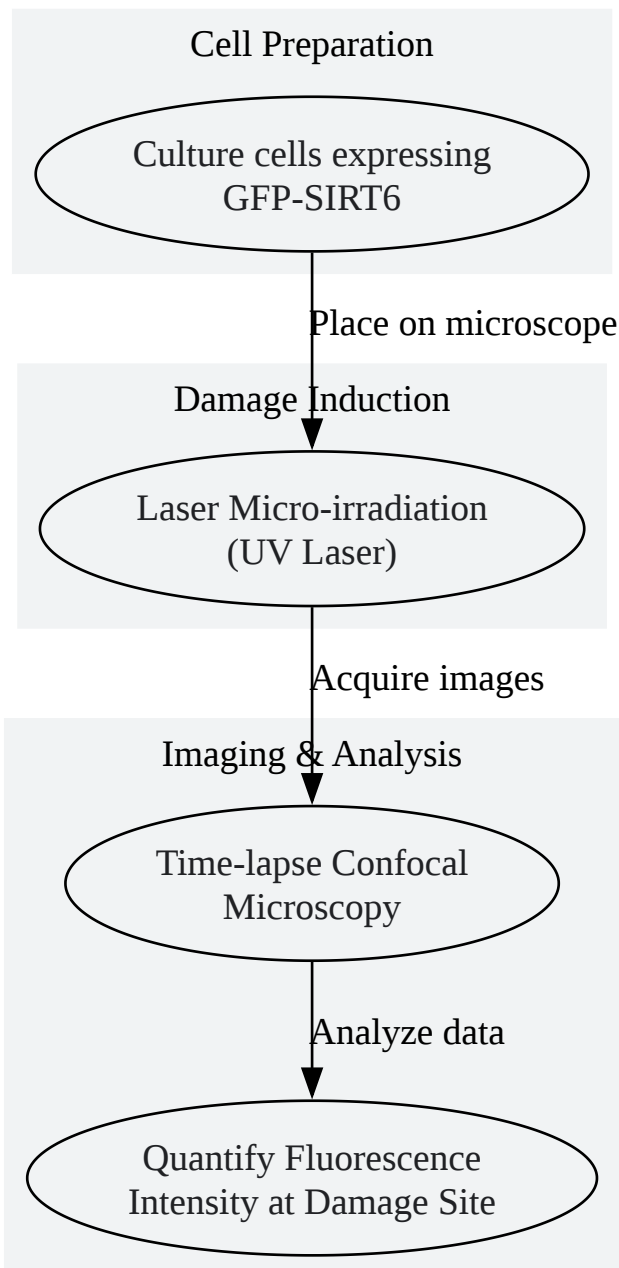 Cell Preparation
Culture cells expressing
GFP-SIRT6
Place on microscope
Damage Induction
Laser Micro-irradiation
(UV Laser)
Acquire images
Imaging & Analysis
Time-lapse Confocal
Microscopy
Analyze data
Quantify Fluorescence
Intensity at Damage Site